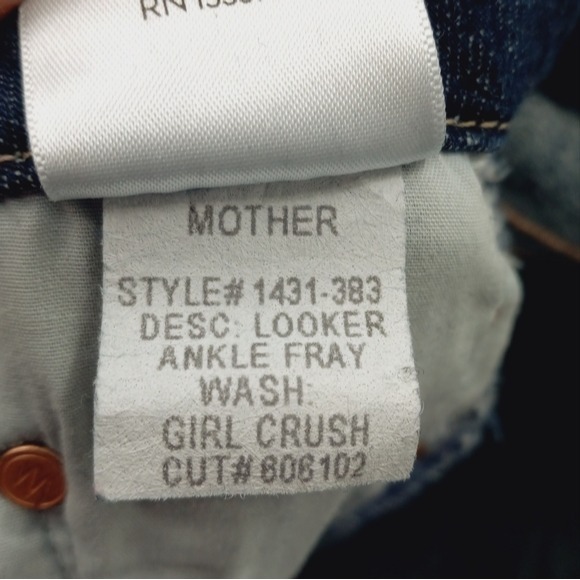 MOTHER
STYLE# 1431-383
DESC: LOOKER
ANKLE FRAY
WASH:
GIRL CRUSH
CUT# 606102